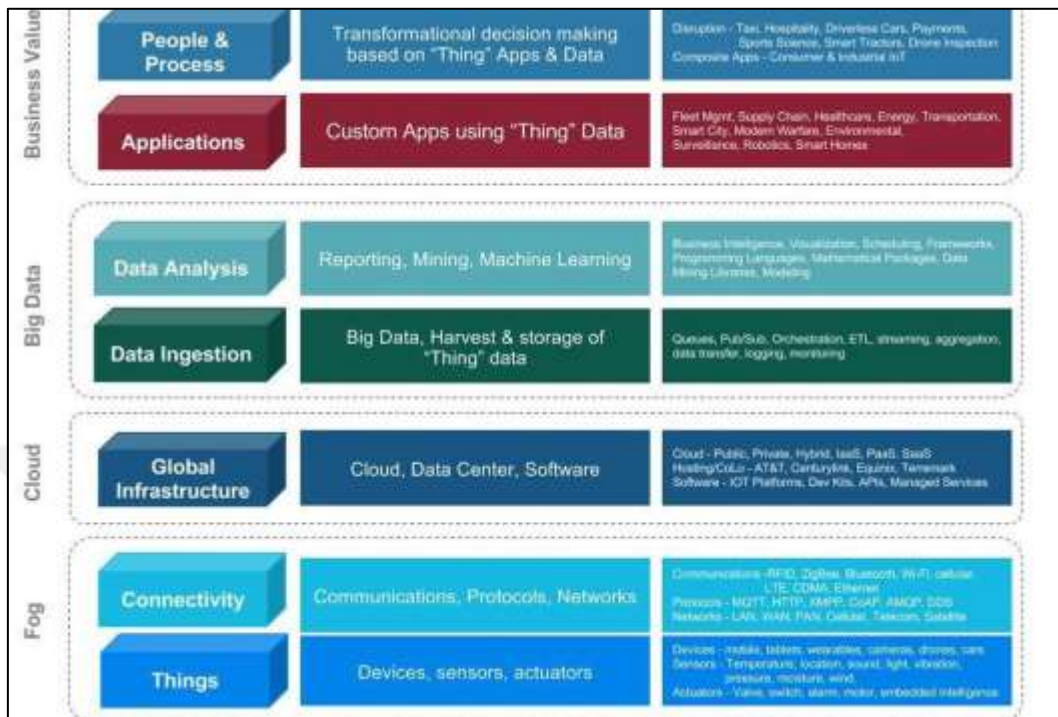 Business Value
People &
Process
Transformational decision making
based on "Thing" Apps & Data
Disruption - Taxi, Hospitality, Driverless Cars, Payments,
Sports Science, Smart Tractors, Drone Inspection
Composite Apps - Consumer & Industrial IoT
Applications
Custom Apps using "Thing" Data
Fleet Mgmt, Supply Chain, Healthcare, Energy, Transportation,
Smart City, Modern Warfare, Environmental,
Surveillance, Robotics, Smart Homes
Big Data
Data Analysis
Reporting, Mining, Machine Learning
Business Intelligence, Visualization, Scheduling, Frameworks,
Programming Languages, Mathematical Packages, Data
Mining Libraries, Modeling
Data Ingestion
Big Data, Harvest & storage of
"Thing" data
Queues, Pub/Sub, Orchestration, ETL, streaming, aggregation,
data transfer, logging, monitoring
Cloud
Global
Infrastructure
Cloud, Data Center, Software
Cloud - Public, Private, Hybrid, IaaS, PaaS, SaaS
Hosting/CoLo - AT&T, Centurylink, Equinix, Terremark
Software - IOT Platforms, Dev Kits, APIs, Managed Services
Fog
Connectivity
Communications, Protocols, Networks
Communications -RFID, ZigBee, Bluetooth, Wi-Fi, cellular,
LTE, CDMA, Ethernet
Protocols - MQTT, HTTP, XMPP, CoAP, AMQP, DDS
Networks - LAN, WAN, PAN, Cellular, Telecom, Satellite
Things
Devices, sensors, actuators
Devices - mobile, tablets, wearables, cameras, drones, cars
Sensors - Temperature, location, sound, light, vibration,
pressure, moisture, wind,
Actuators - Valve, switch, alarm, motor, embedded intelligence